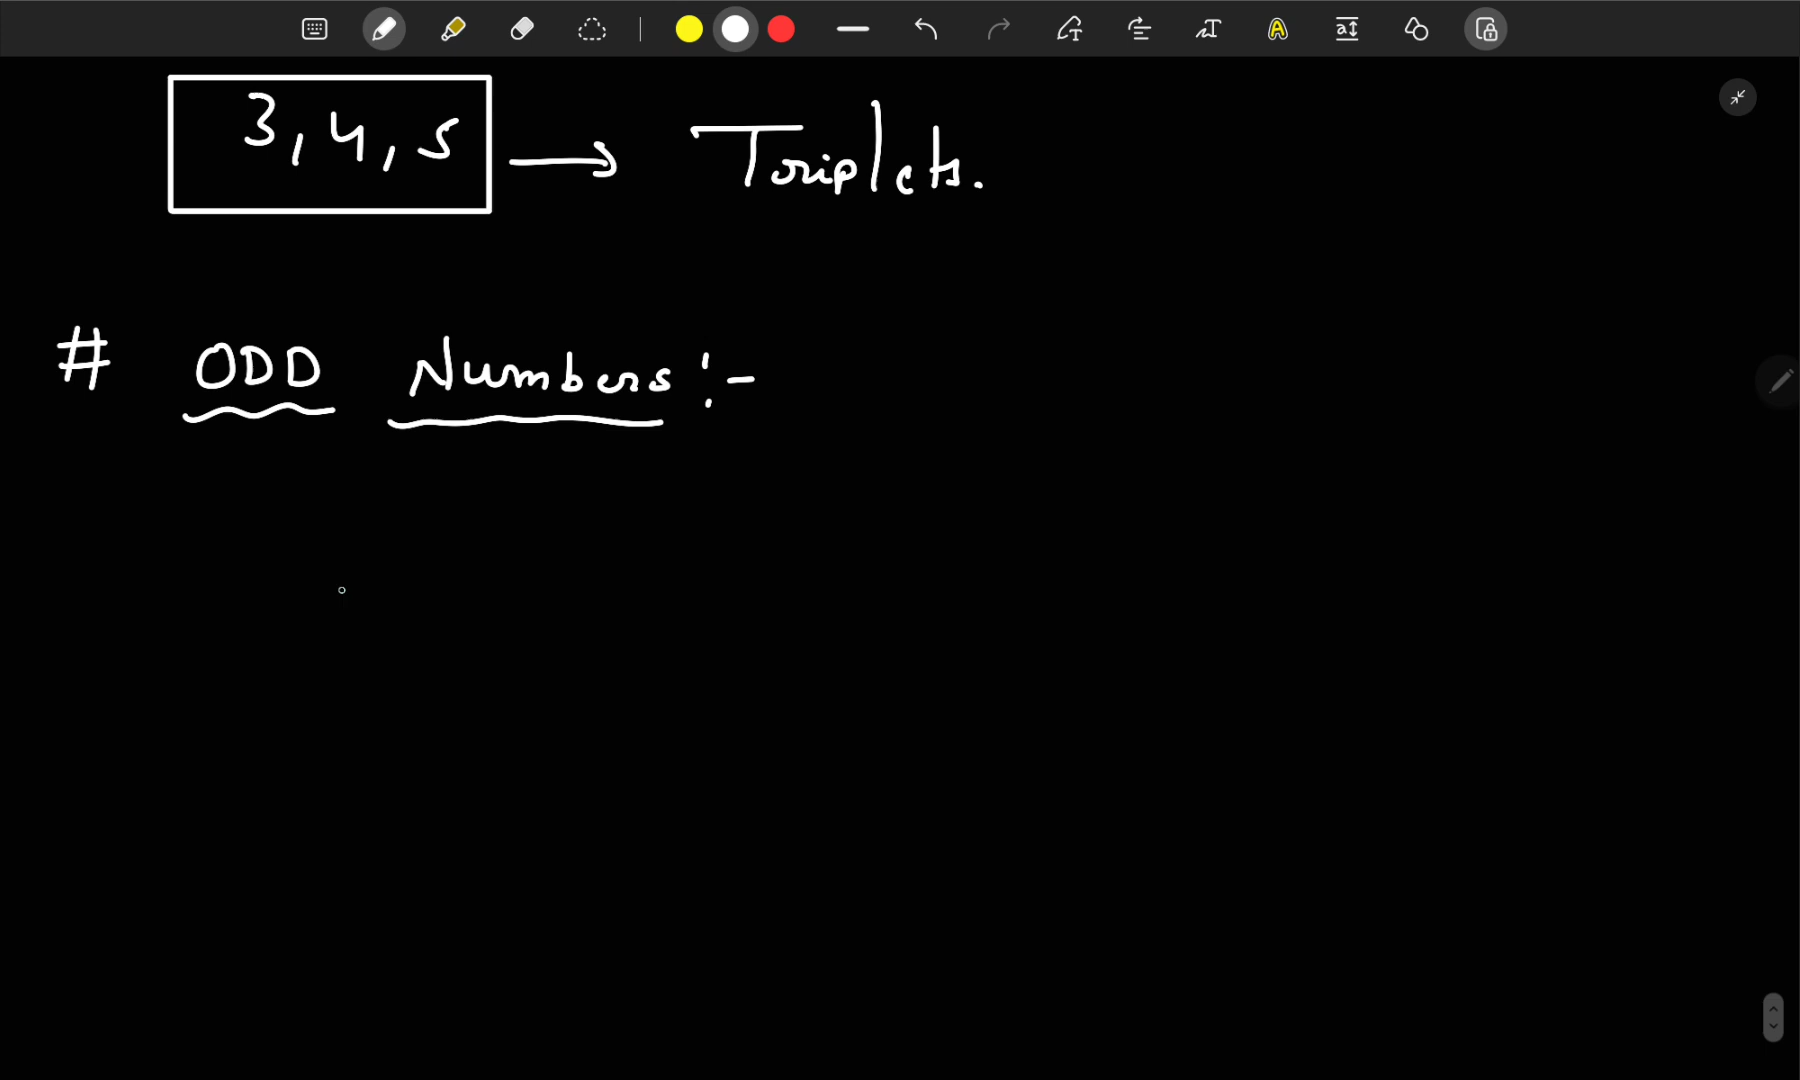 3, 4, 5 → Triplets.
# ODD Numbers :-